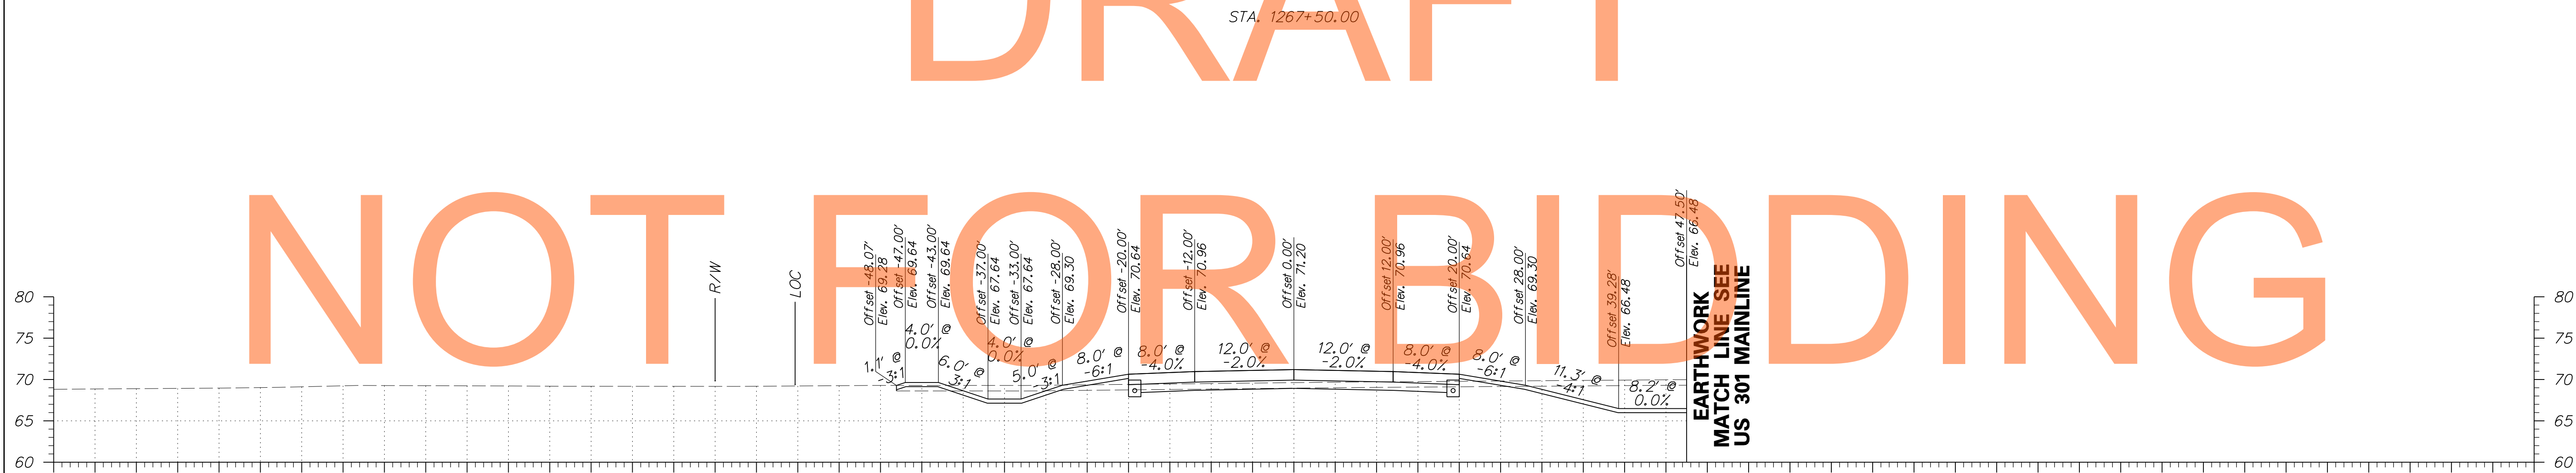 DRAFT
STA. 1267+50.00
NOT FOR BIDDING
R/W
LOC
Offset -48.07'
Elev. 69.28
Offset -47.00'
Elev. 69.64
Offset -43.00'
Elev. 69.64
Offset -37.00'
Elev. 67.64
Offset -33.00'
Elev. 67.64
Offset -28.00'
Elev. 69.30
Offset -20.00'
Elev. 70.64
Offset -12.00'
Elev. 70.96
Offset 0.00'
Elev. 71.20
Offset 12.00'
Elev. 70.96
Offset 20.00'
Elev. 70.64
Offset 28.00'
Elev. 69.30
Offset 39.28'
Elev. 66.48
Offset 47.50'
Elev. 66.48
EARTHWORK
MATCH LINE SEE
US 301 MAINLINE
1.1' @
-3:1
4.0' @
0.0%
6.0' @
3:1
4.0' @
0.0%
5.0' @
-3:1
8.0' @
-6:1
8.0' @
-4.0%
12.0' @
-2.0%
12.0' @
-2.0%
8.0' @
-4.0%
8.0' @
-6:1
11.3' @
-4:1
8.2' @
0.0%
80
75
70
65
60
80
75
70
65
60